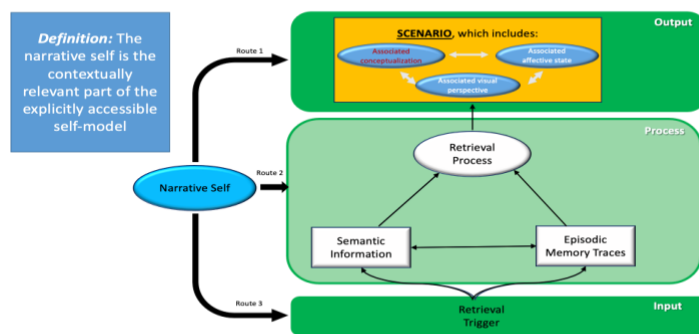 Definition: The
narrative self is the
contextually
relevant part of the
explicitly accessible
self-model
Output
Route 1
SCENARIO, which includes:
Associated
conceptualization
Associated
affective state
Associated visual
perspective
Process
Retrieval
Process
Route 2
Narrative Self
Semantic
Information
Episodic
Memory Traces
Route 3
Retrieval
Trigger
Input